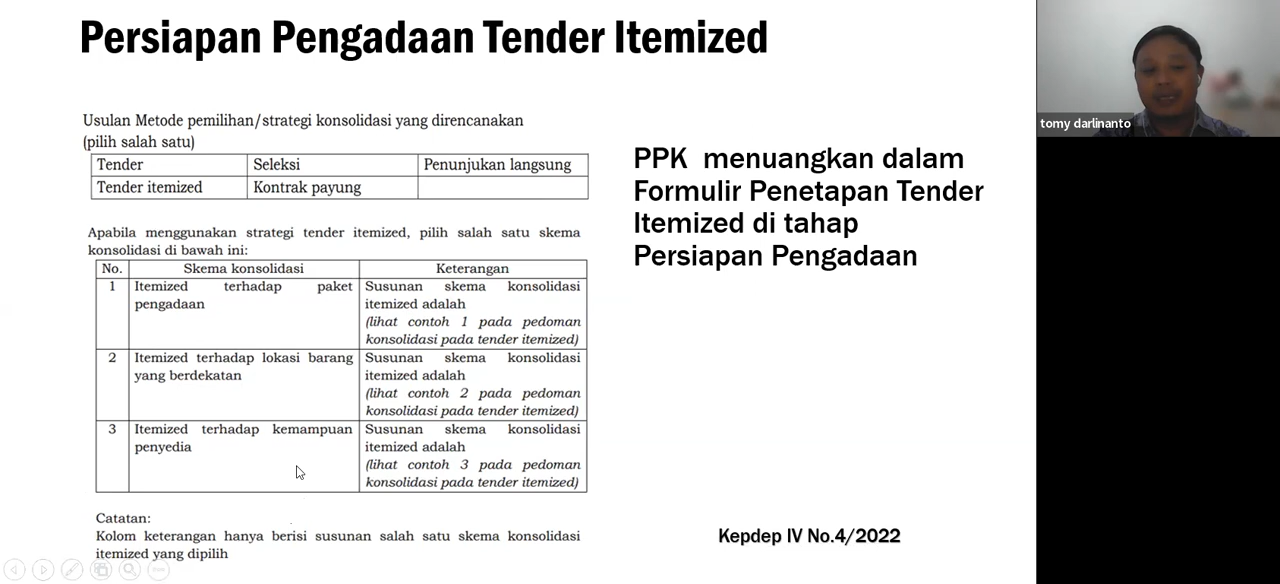 Persiapan Pengadaan Tender Itemized
Usulan Metode pemilihan/strategi konsolidasi yang direncanakan
(pilih salah satu)
Tender Seleksi Penunjukan langsung
Tender itemized Kontrak payung
Apabila menggunakan strategi tender itemized, pilih salah satu skema
konsolidasi di bawah ini:
No. Skema konsolidasi Keterangan
1 Itemized terhadap paket Susunan skema konsolidasi
pengadaan itemized adalah
(lihat contoh 1 pada pedoman
konsolidasi pada tender itemized)
2 Itemized terhadap lokasi barang Susunan skema konsolidasi
yang berdekatan itemized adalah
(lihat contoh 2 pada pedoman
konsolidasi pada tender itemized)
3 Itemized terhadap kemampuan Susunan skema konsolidasi
penyedia itemized adalah
(lihat contoh 3 pada pedoman
konsolidasi pada tender itemized)
Catatan:
Kolom keterangan hanya berisi susunan salah satu skema konsolidasi
itemized yang dipilih
PPK menuangkan dalam
Formulir Penetapan Tender
Itemized di tahap
Persiapan Pengadaan
Kepdep IV No.4/2022
tomy darlinanto